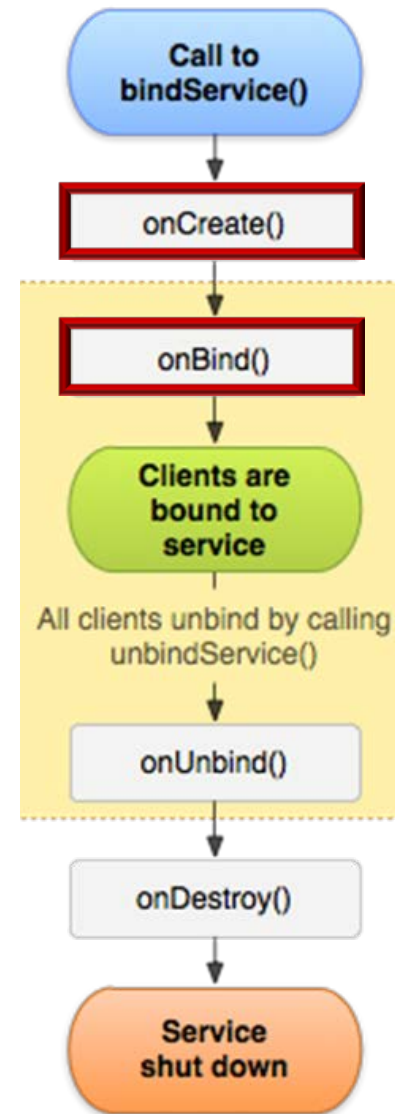 Call to
bindService()
onCreate()
onBind()
Clients are
bound to
service
All clients unbind by calling
unbindService()
onUnbind()
onDestroy()
Service
shut down